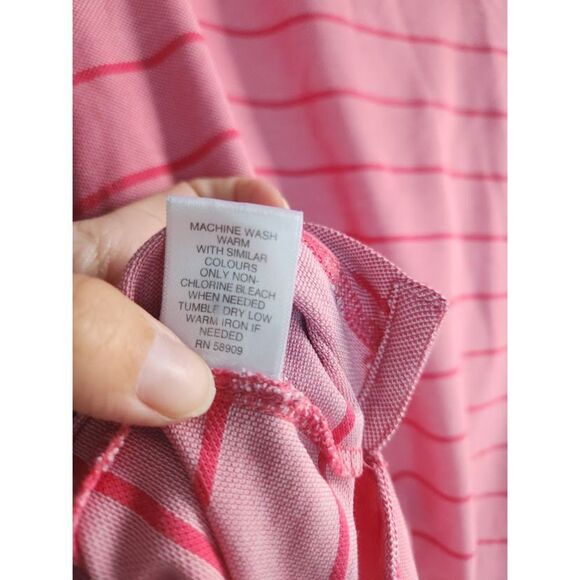 MACHINE WASH
WARM
WITH SIMILAR
COLOURS
ONLY NON-
CHLORINE BLEACH
WHEN NEEDED
TUMBLE DRY LOW
WARM IRON IF
NEEDED
RN 58909